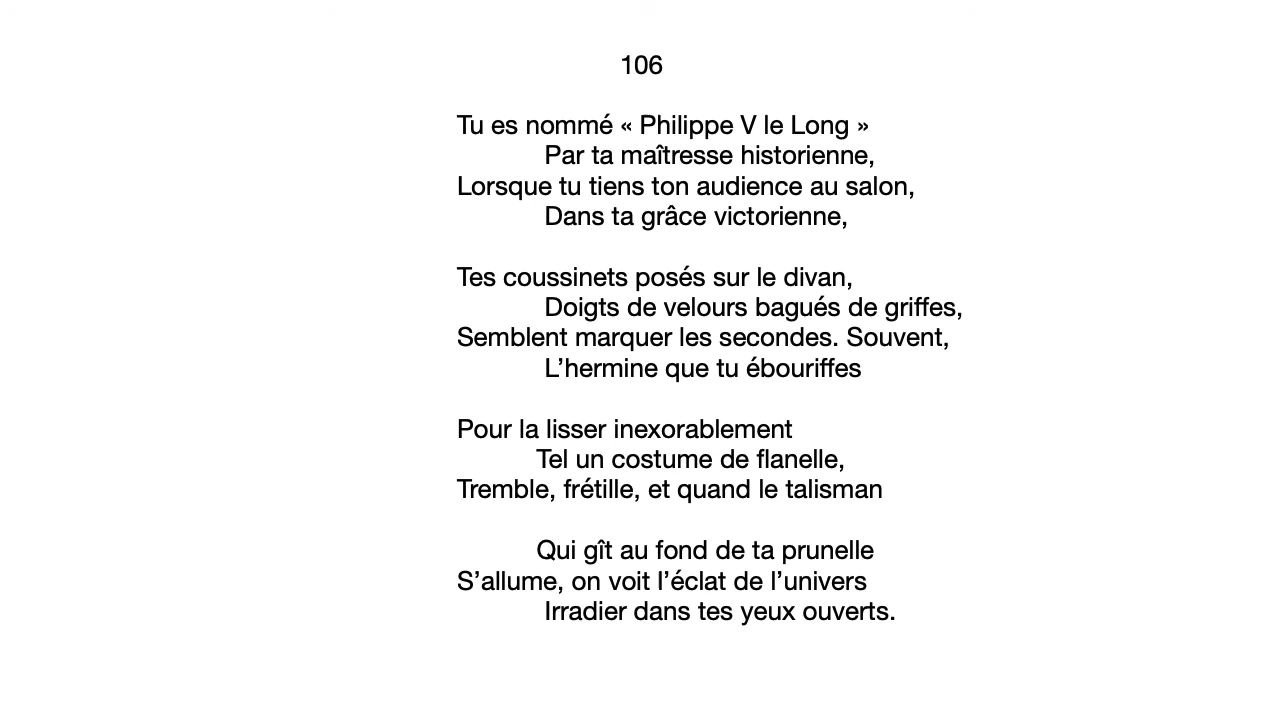 106
Tu es nommé « Philippe V le Long »
Par ta maîtresse historienne,
Lorsque tu tiens ton audience au salon,
Dans ta grâce victorienne,
Tes coussinets posés sur le divan,
Doigts de velours bagués de griffes,
Semblent marquer les secondes. Souvent,
L’hermine que tu ébouriffes
Pour la lisser inexorablement
Tel un costume de flanelle,
Tremble, frétille, et quand le talisman
Qui gît au fond de ta prunelle
S’allume, on voit l’éclat de l’univers
Irradier dans tes yeux ouverts.